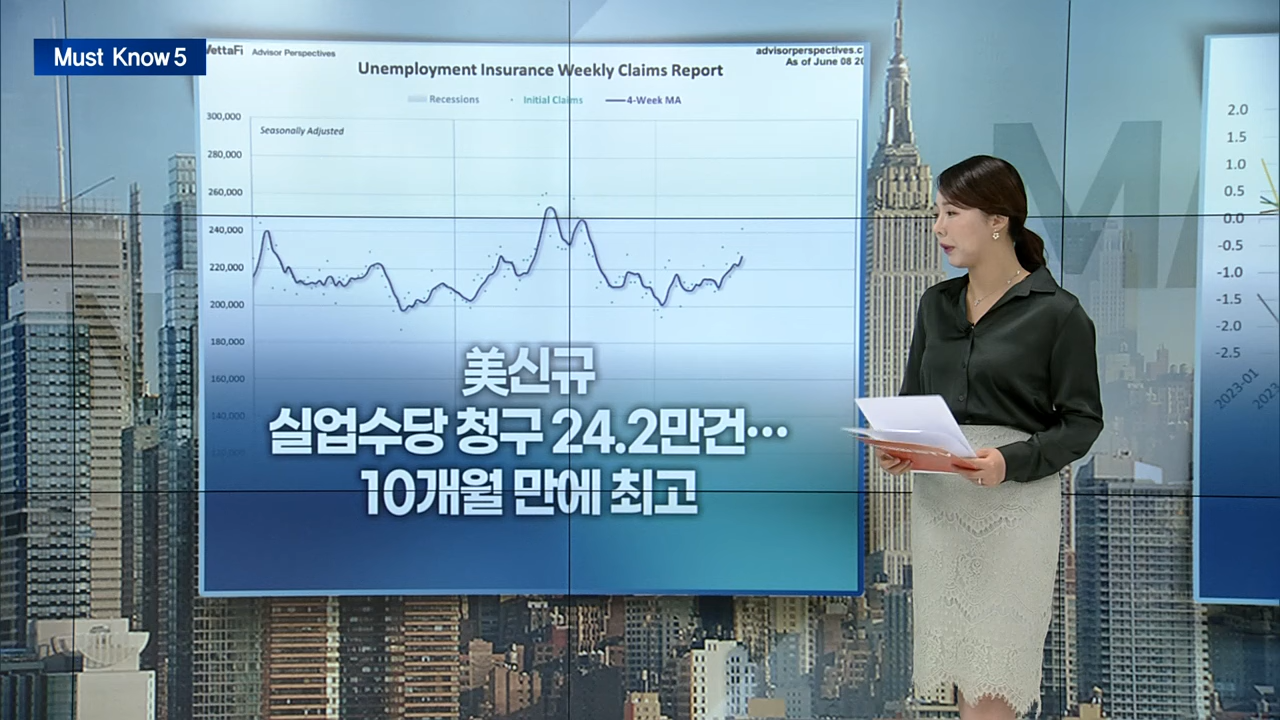 Must Know 5
VettaFi Advisor Perspectives
advisorperspectives.c
As of June 08 20
Unemployment Insurance Weekly Claims Report
Recessions
Initial Claims
4-Week MA
Seasonally Adjusted
300,000
280,000
260,000
240,000
220,000
200,000
180,000
160,000
140,000
120,000
美신규
실업수당 청구 24.2만건…
10개월 만에 최고
MA
2.0
1.5
1.0
0.5
0.0
-0.5
-1.0
-1.5
-2.0
-2.5
2023-01